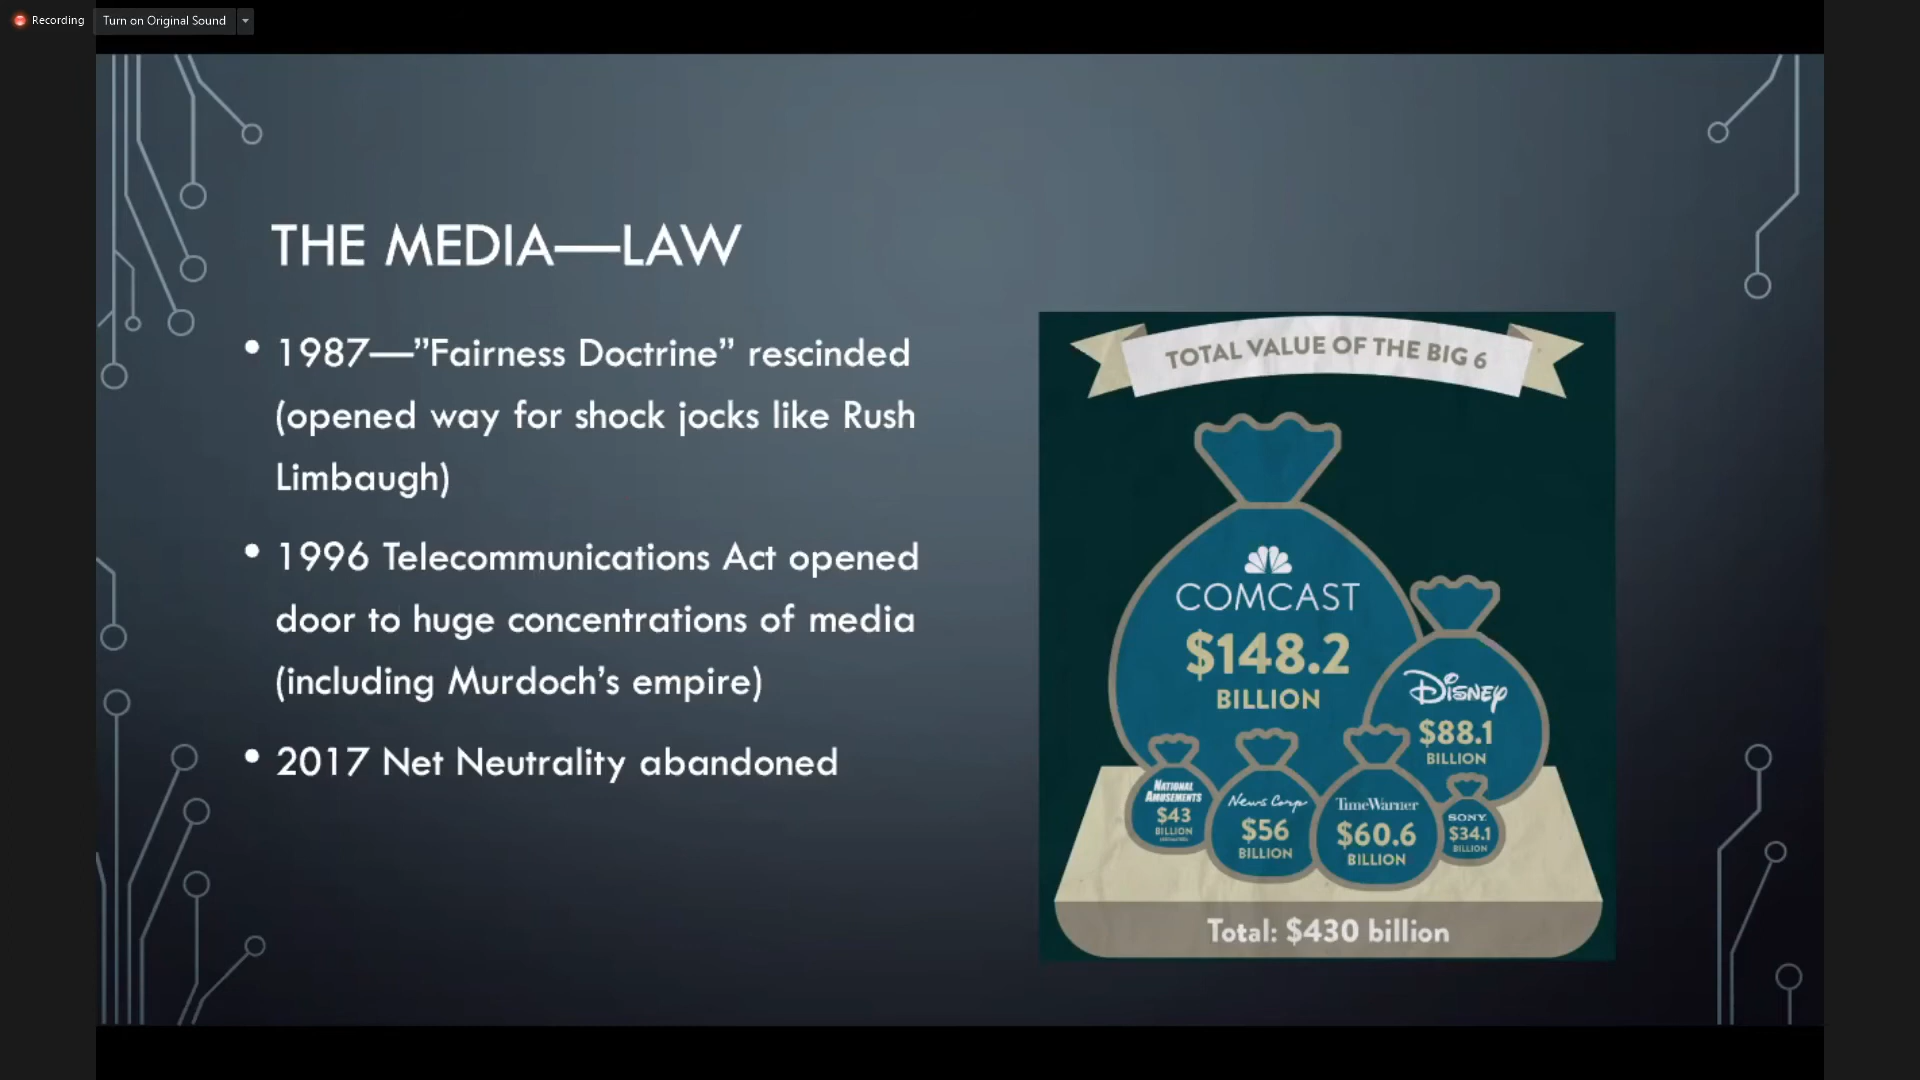 Recording
Turn on Original Sound
THE MEDIA—LAW
• 1987—”Fairness Doctrine” rescinded
(opened way for shock jocks like Rush
Limbaugh)
• 1996 Telecommunications Act opened
door to huge concentrations of media
(including Murdoch’s empire)
• 2017 Net Neutrality abandoned
TOTAL VALUE OF THE BIG 6
COMCAST
$148.2
BILLION
DISNEY
$88.1
BILLION
NATIONAL
AMUSEMENTS
$43
BILLION
News Corp
$56
BILLION
TimeWarner
$60.6
BILLION
SONY
$34.1
BILLION
Total: $430 billion